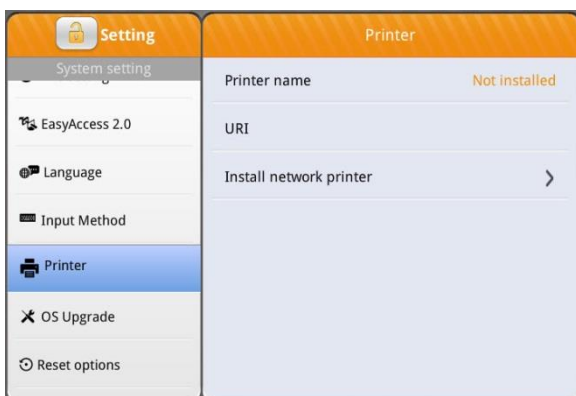 Setting
System setting
EasyAccess 2.0
Language
Input Method
Printer
OS Upgrade
Reset options
Printer
Printer name Not installed
URI
Install network printer